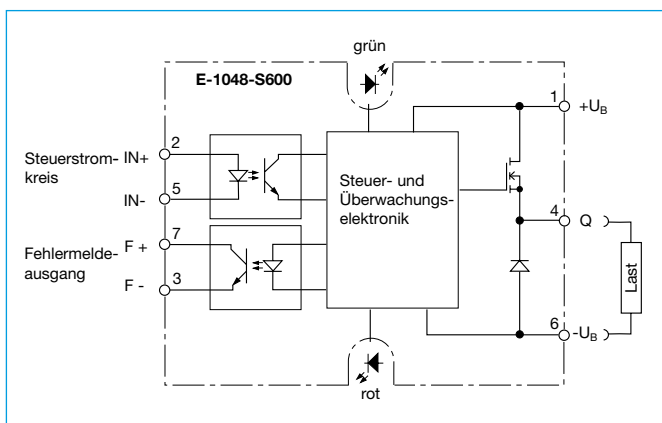 grün
E-1048-S600
1
+UB
2
Steuerstrom-
kreis
IN+
5
IN-
Steuer- und
Überwachungs-
elektronik
4
Q
7
Fehlermelde-
ausgang
F +
3
F -
Last
6
-UB
rot